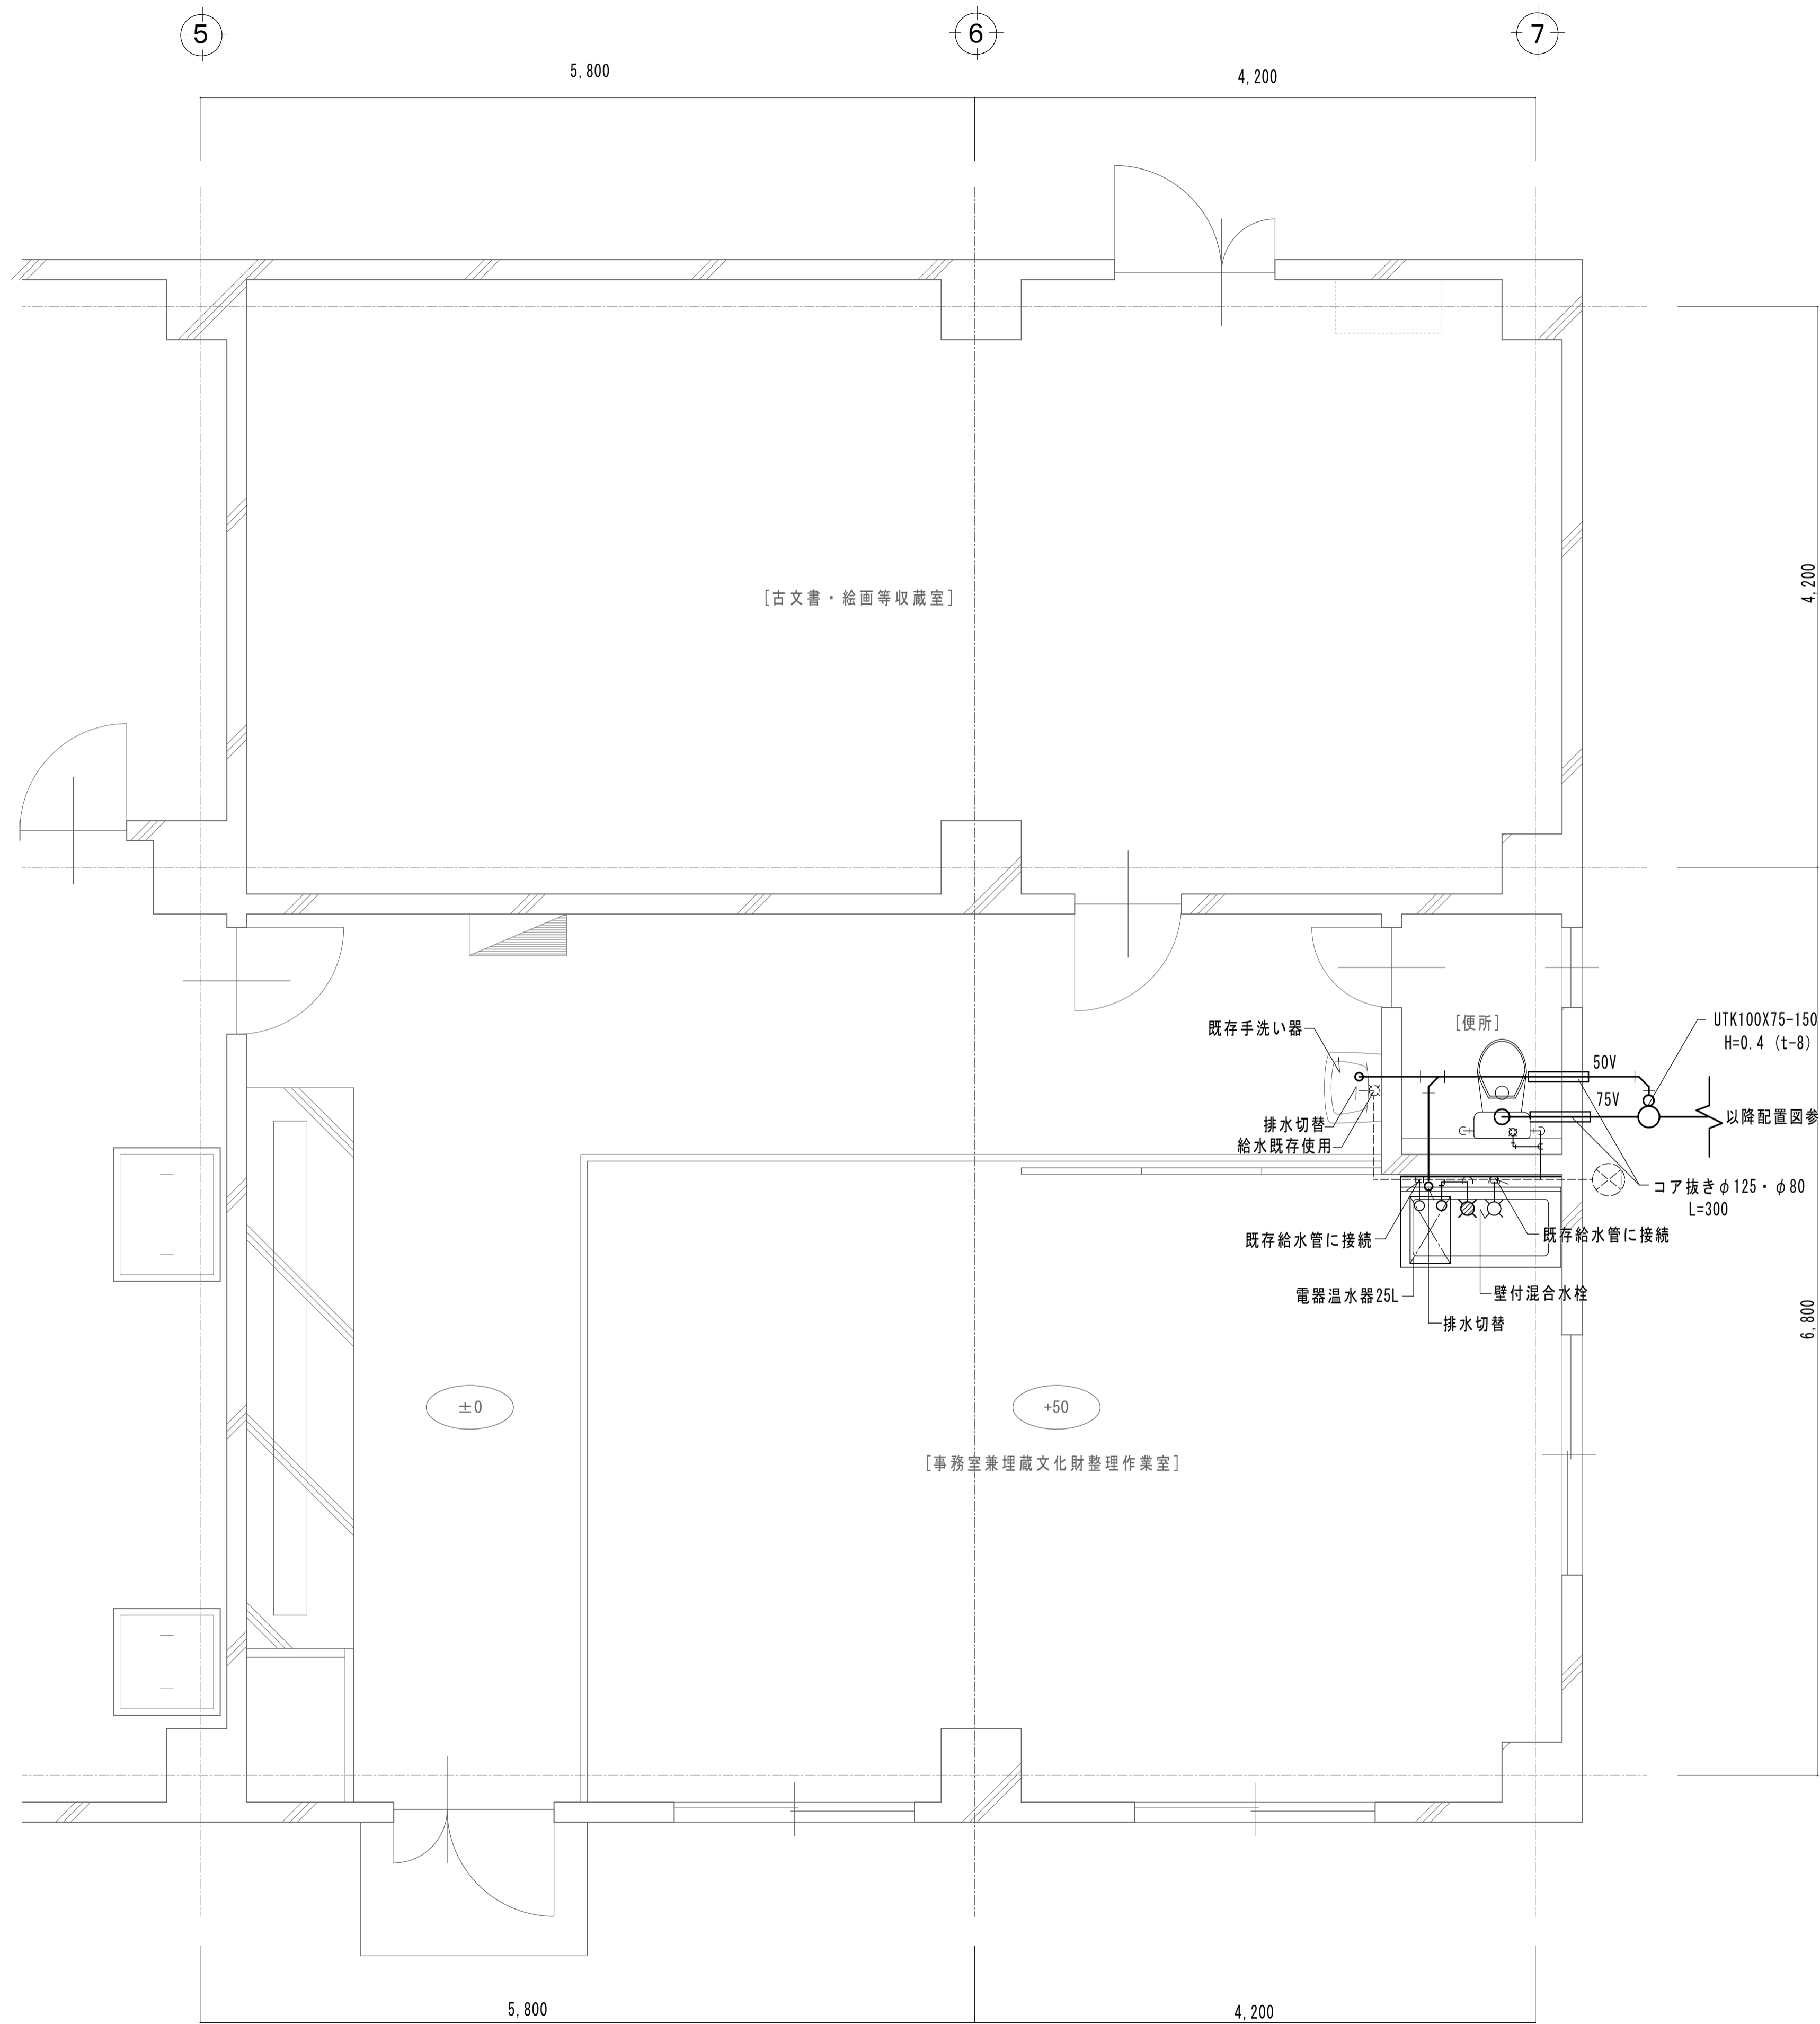 5
6
7
5,800
4,200
4,200
[古文書・絵画等収蔵室]
既存手洗い器
[便所]
UTK100X75-150
H=0.4 (t-8)
50V
75V
排水切替
給水既存使用
以降配置図参
コア抜きφ125・φ80
L=300
既存給水管に接続
既存給水管に接続
電器温水器25L
壁付混合水栓
排水切替
6,800
±0
+50
[事務室兼埋蔵文化財整理作業室]
5,800
4,200